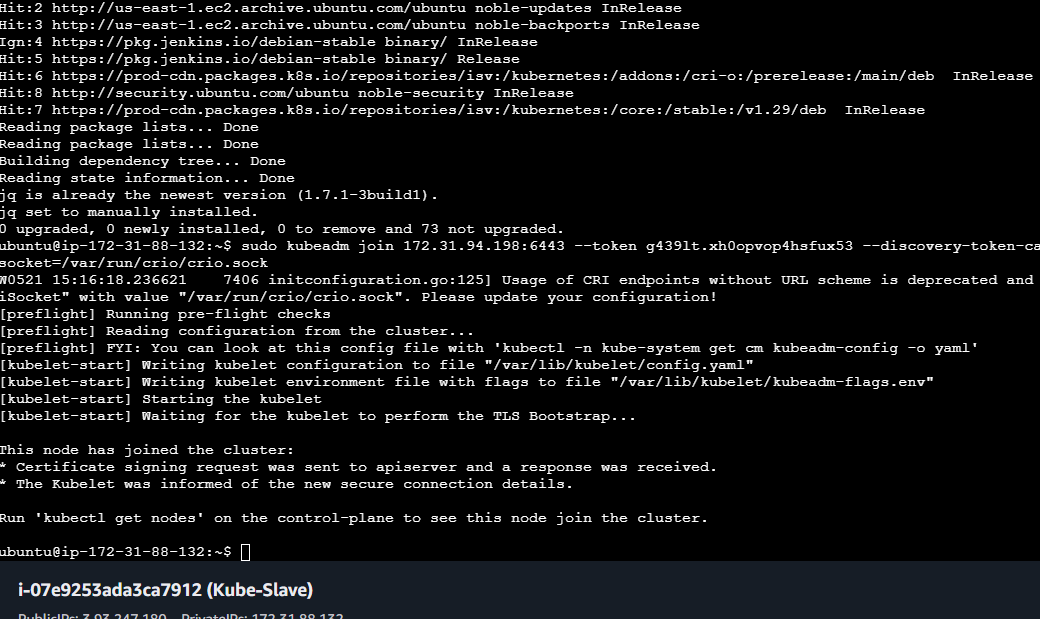 Hit:2 http://us-east-1.ec2.archive.ubuntu.com/ubuntu noble-updates InRelease
Hit:3 http://us-east-1.ec2.archive.ubuntu.com/ubuntu noble-backports InRelease
Ign:4 https://pkg.jenkins.io/debian-stable binary/ InRelease
Hit:5 https://pkg.jenkins.io/debian-stable binary/ Release
Hit:6 https://prod-cdn.packages.k8s.io/repositories/isv:/kubernetes:/addons:/cri-o:/prerelease:/main/deb  InRelease
Hit:8 http://security.ubuntu.com/ubuntu noble-security InRelease
Hit:7 https://prod-cdn.packages.k8s.io/repositories/isv:/kubernetes:/core:/stable:/v1.29/deb  InRelease
Reading package lists... Done
Reading package lists... Done
Building dependency tree... Done
Reading state information... Done
jq is already the newest version (1.7.1-3build1).
jq set to manually installed.
0 upgraded, 0 newly installed, 0 to remove and 73 not upgraded.
ubuntu@ip-172-31-88-132:~$ sudo kubeadm join 172.31.94.198:6443 --token g439lt.xh0opvop4hsfux53 --discovery-token-ca
socket=/var/run/crio/crio.sock
W0521 15:16:18.236621    7406 initconfiguration.go:125] Usage of CRI endpoints without URL scheme is deprecated and
iSocket" with value "/var/run/crio/crio.sock". Please update your configuration!
[preflight] Running pre-flight checks
[preflight] Reading configuration from the cluster...
[preflight] FYI: You can look at this config file with 'kubectl -n kube-system get cm kubeadm-config -o yaml'
[kubelet-start] Writing kubelet configuration to file "/var/lib/kubelet/config.yaml"
[kubelet-start] Writing kubelet environment file with flags to file "/var/lib/kubelet/kubeadm-flags.env"
[kubelet-start] Starting the kubelet
[kubelet-start] Waiting for the kubelet to perform the TLS Bootstrap...
This node has joined the cluster:
* Certificate signing request was sent to apiserver and a response was received.
* The Kubelet was informed of the new secure connection details.
Run 'kubectl get nodes' on the control-plane to see this node join the cluster.
ubuntu@ip-172-31-88-132:~$
i-07e9253ada3ca7912 (Kube-Slave)
PublicIPs: 3.93.247.180 PrivateIPs: 172.31.88.132